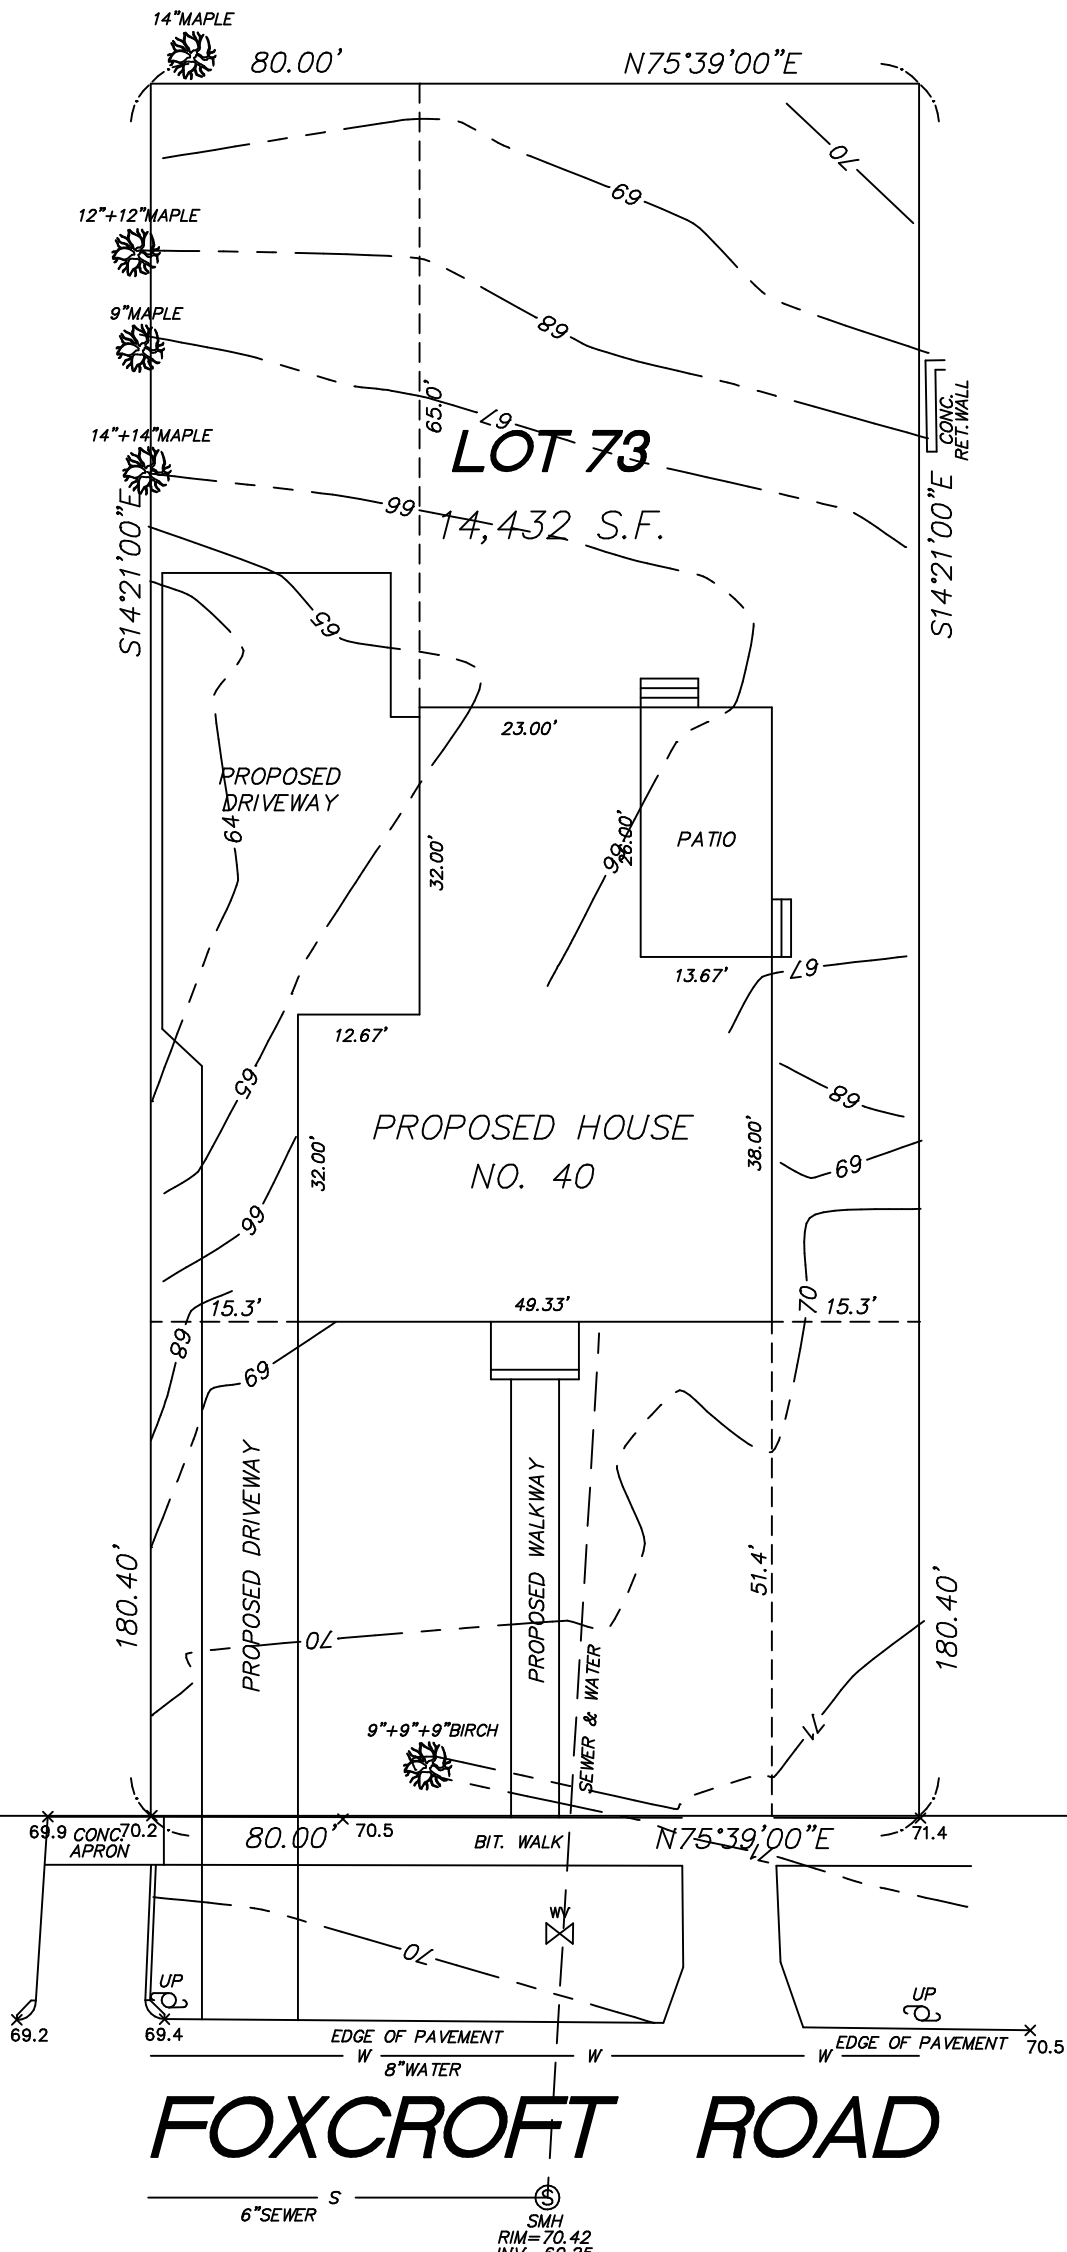 14"MAPLE
80.00'
N75°39'00"E
70
69
12"+12"MAPLE
68
9"MAPLE
67
65.0'
CONC.
RET.WALL
14"+14"MAPLE
LOT 73
66
14,432 S.F.
S14°21'00"E
S14°21'00"E
65
23.00'
PROPOSED
DRIVEWAY
64
32.00'
66
26.00'
PATIO
13.67'
67
12.67'
65
68
PROPOSED HOUSE
NO. 40
32.00'
38.00'
69
66
15.3'
49.33'
70
15.3'
68
69
PROPOSED DRIVEWAY
PROPOSED WALKWAY
51.4'
180.40'
180.40'
70
SEWER & WATER
9"+9"+9"BIRCH
71
69.9
CONC.
APRON
70.2
80.00'
70.5
BIT. WALK
N75°39'00"E
71
71.4
WV
70
UP
UP
69.2
69.4
EDGE OF PAVEMENT
EDGE OF PAVEMENT
70.5
W
W
W
8"WATER
FOXCROFT ROAD
S
S
6"SEWER
SMH
RIM=70.42